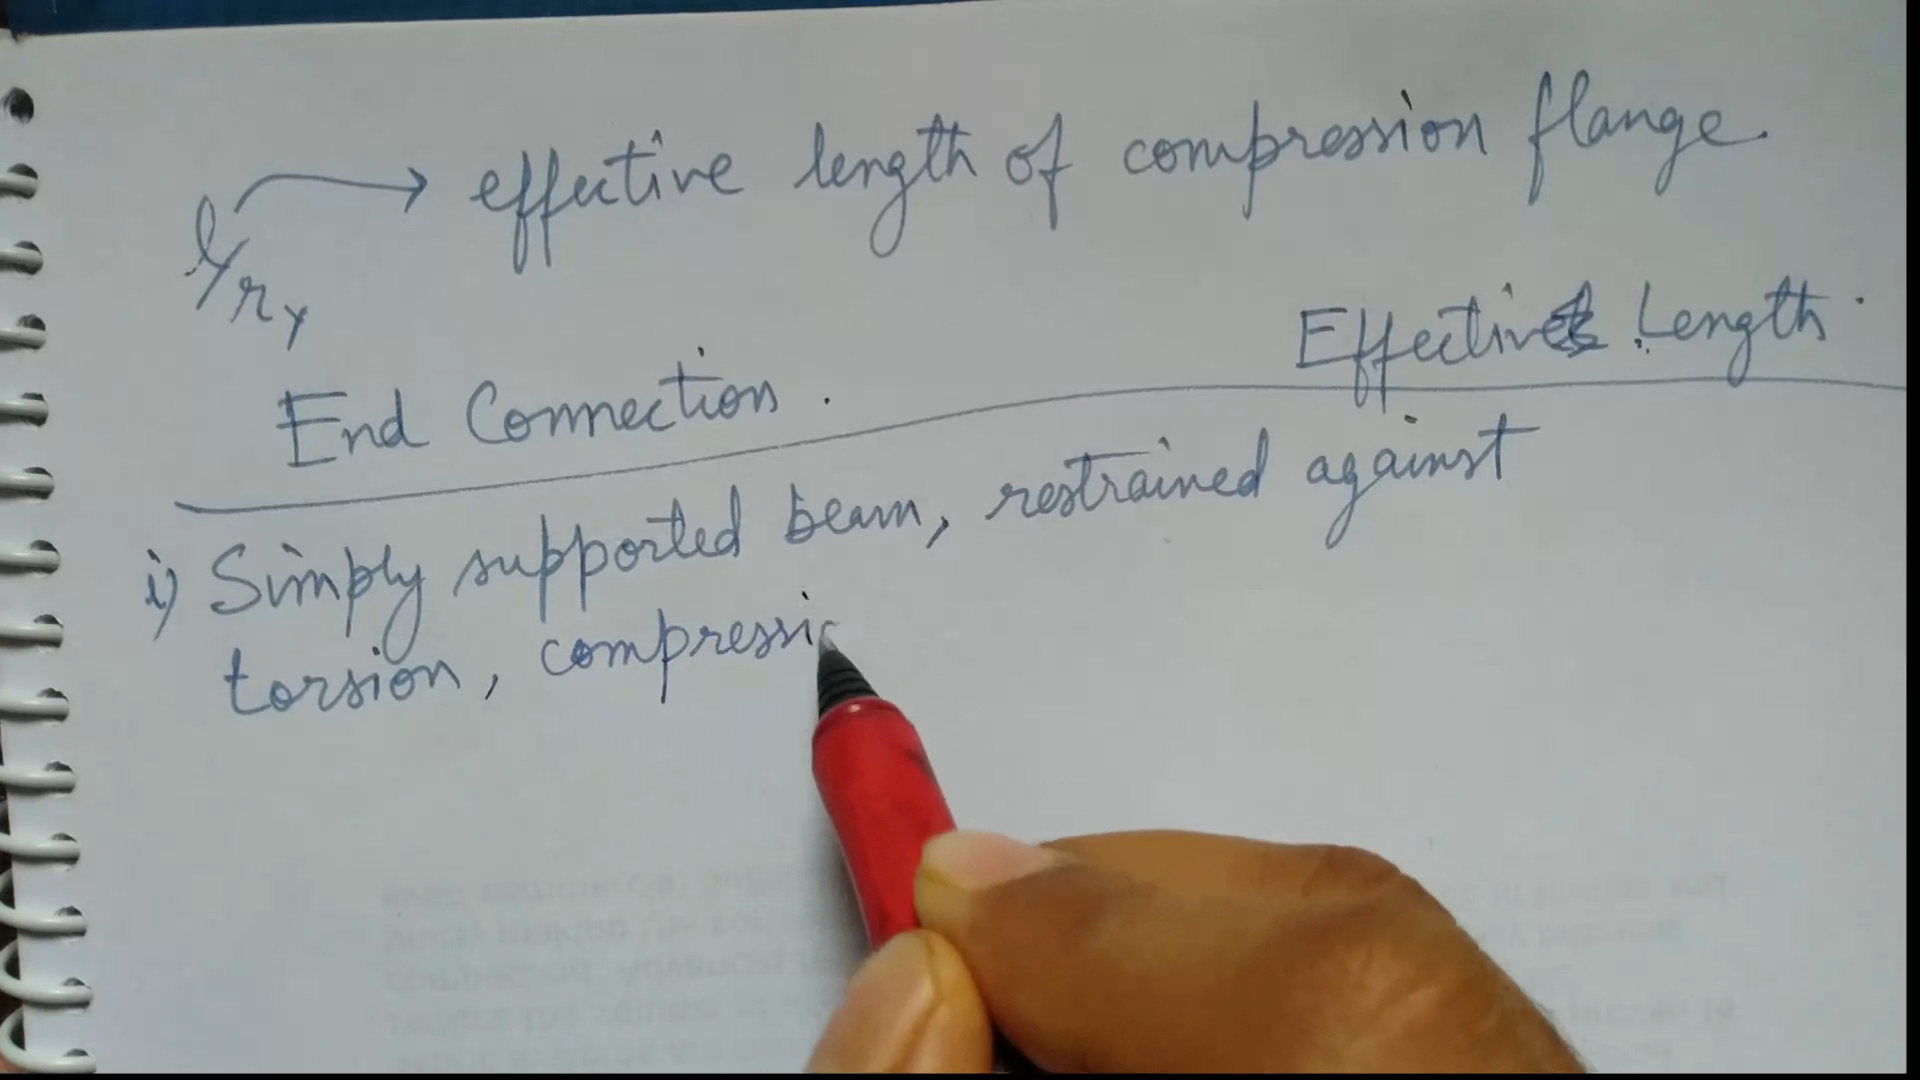 l/ry → effective length of compression flange.
End Connection. Effective Length.
i) Simply supported beam, restrained against
torsion, compressi